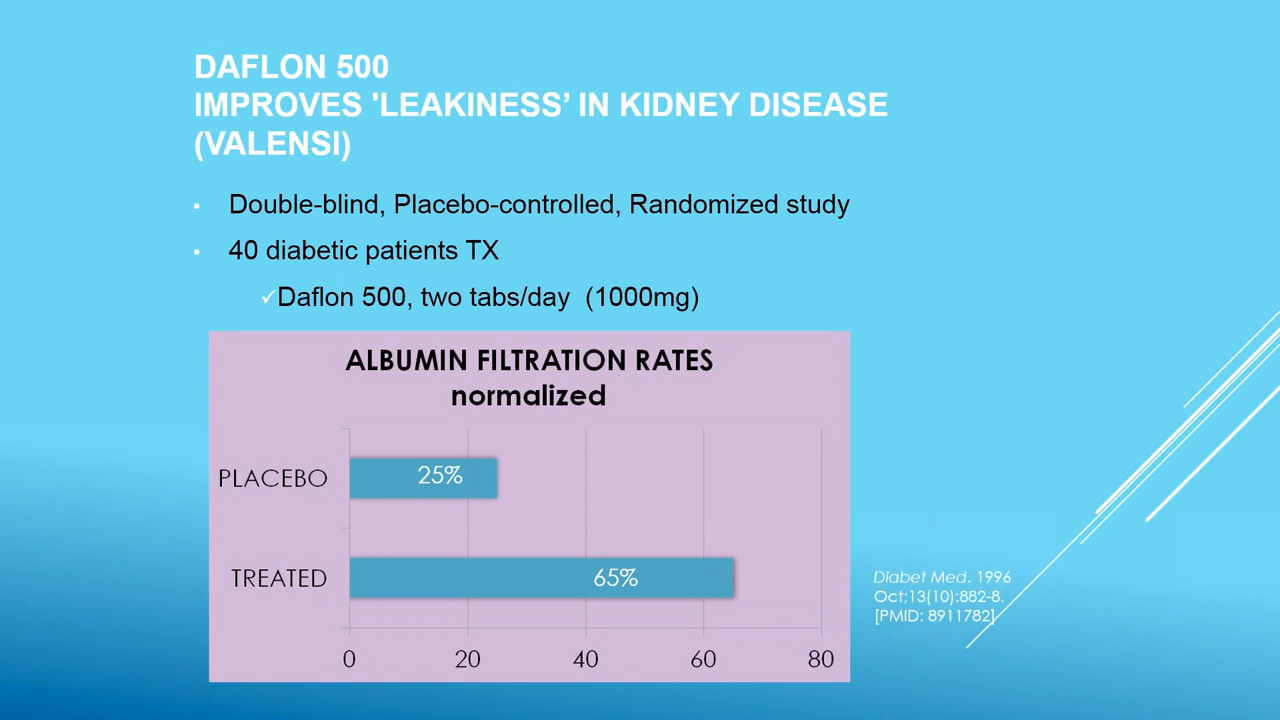 DAFLON 500
IMPROVES 'LEAKINESS’ IN KIDNEY DISEASE
(VALENSI)
• Double-blind, Placebo-controlled, Randomized study
• 40 diabetic patients TX
✓Daflon 500, two tabs/day (1000mg)
ALBUMIN FILTRATION RATES
normalized
PLACEBO 25%
TREATED 65%
0 20 40 60 80
Diabet Med. 1996
Oct;13(10):882-8.
[PMID: 8911782]